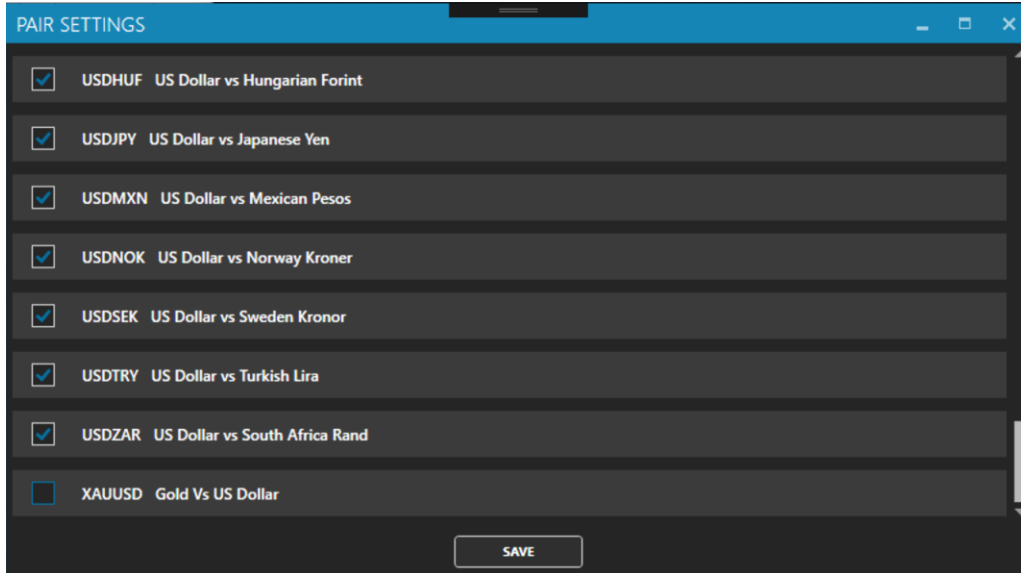 PAIR SETTINGS
USDHUF US Dollar vs Hungarian Forint
USDJPY US Dollar vs Japanese Yen
USDMXN US Dollar vs Mexican Pesos
USDNOK US Dollar vs Norway Kroner
USDSEK US Dollar vs Sweden Kronor
USDTRY US Dollar vs Turkish Lira
USDZAR US Dollar vs South Africa Rand
XAUUSD Gold Vs US Dollar
SAVE